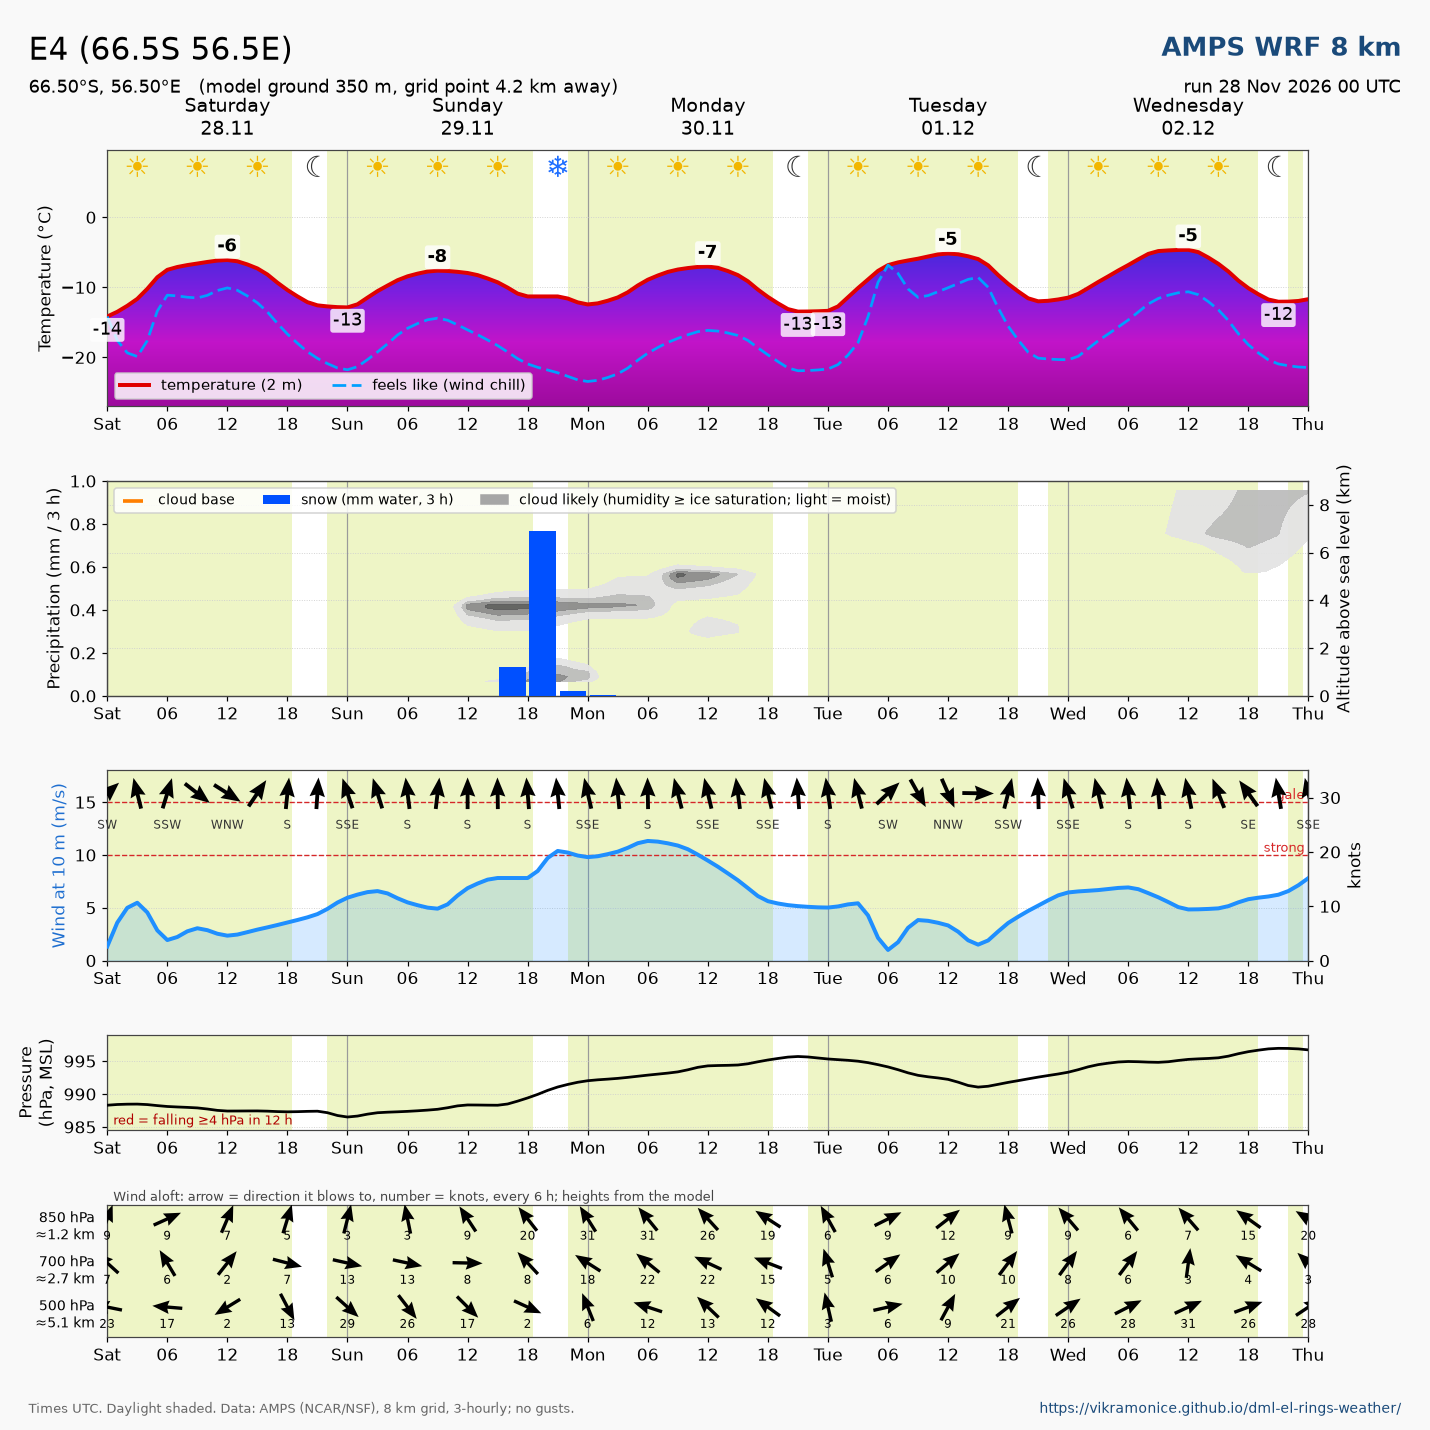 E4 (66.5S 56.5E)
AMPS WRF 8 km
66.50°S, 56.50°E (model ground 350 m, grid point 4.2 km away)
run 28 Nov 2026 00 UTC
Saturday Sunday Monday Tuesday Wednesday
28.11 29.11 30.11 01.12 02.12
Temperature (°C)
0
−10
−20
-14 -6 -13 -8 -7 -13 -13 -5 -5 -12
temperature (2 m) feels like (wind chill)
Sat 06 12 18 Sun 06 12 18 Mon 06 12 18 Tue 06 12 18 Wed 06 12 18 Thu
Precipitation (mm / 3 h)
1.0
0.8
0.6
0.4
0.2
0.0
cloud base snow (mm water, 3 h) cloud likely (humidity ≥ ice saturation; light = moist)
8
6
4
2
0
Altitude above sea level (km)
Sat 06 12 18 Sun 06 12 18 Mon 06 12 18 Tue 06 12 18 Wed 06 12 18 Thu
Wind at 10 m (m/s)
15
10
5
0
SW SSW WNW S SSE S S S SSE S SSE SSE S SW NNW SSW SSE S S SE SSE
strong
30
20
10
0
knots
Sat 06 12 18 Sun 06 12 18 Mon 06 12 18 Tue 06 12 18 Wed 06 12 18 Thu
Pressure
(hPa, MSL)
995
990
985
red = falling ≥4 hPa in 12 h
Sat 06 12 18 Sun 06 12 18 Mon 06 12 18 Tue 06 12 18 Wed 06 12 18 Thu
Wind aloft: arrow = direction it blows to, number = knots, every 6 h; heights from the model
850 hPa
≈1.2 km 9 9 7 5 3 3 9 20 31 31 26 19 6 9 12 9 9 6 7 15 20
700 hPa
≈2.7 km 7 6 2 7 13 13 8 8 18 22 22 15 5 6 10 10 8 6 3 4 3
500 hPa
≈5.1 km 23 17 2 13 29 26 17 2 6 12 13 12 3 6 9 21 26 28 31 26 28
Sat 06 12 18 Sun 06 12 18 Mon 06 12 18 Tue 06 12 18 Wed 06 12 18 Thu
Times UTC. Daylight shaded. Data: AMPS (NCAR/NSF), 8 km grid, 3-hourly; no gusts.
https://vikramonice.github.io/dml-el-rings-weather/